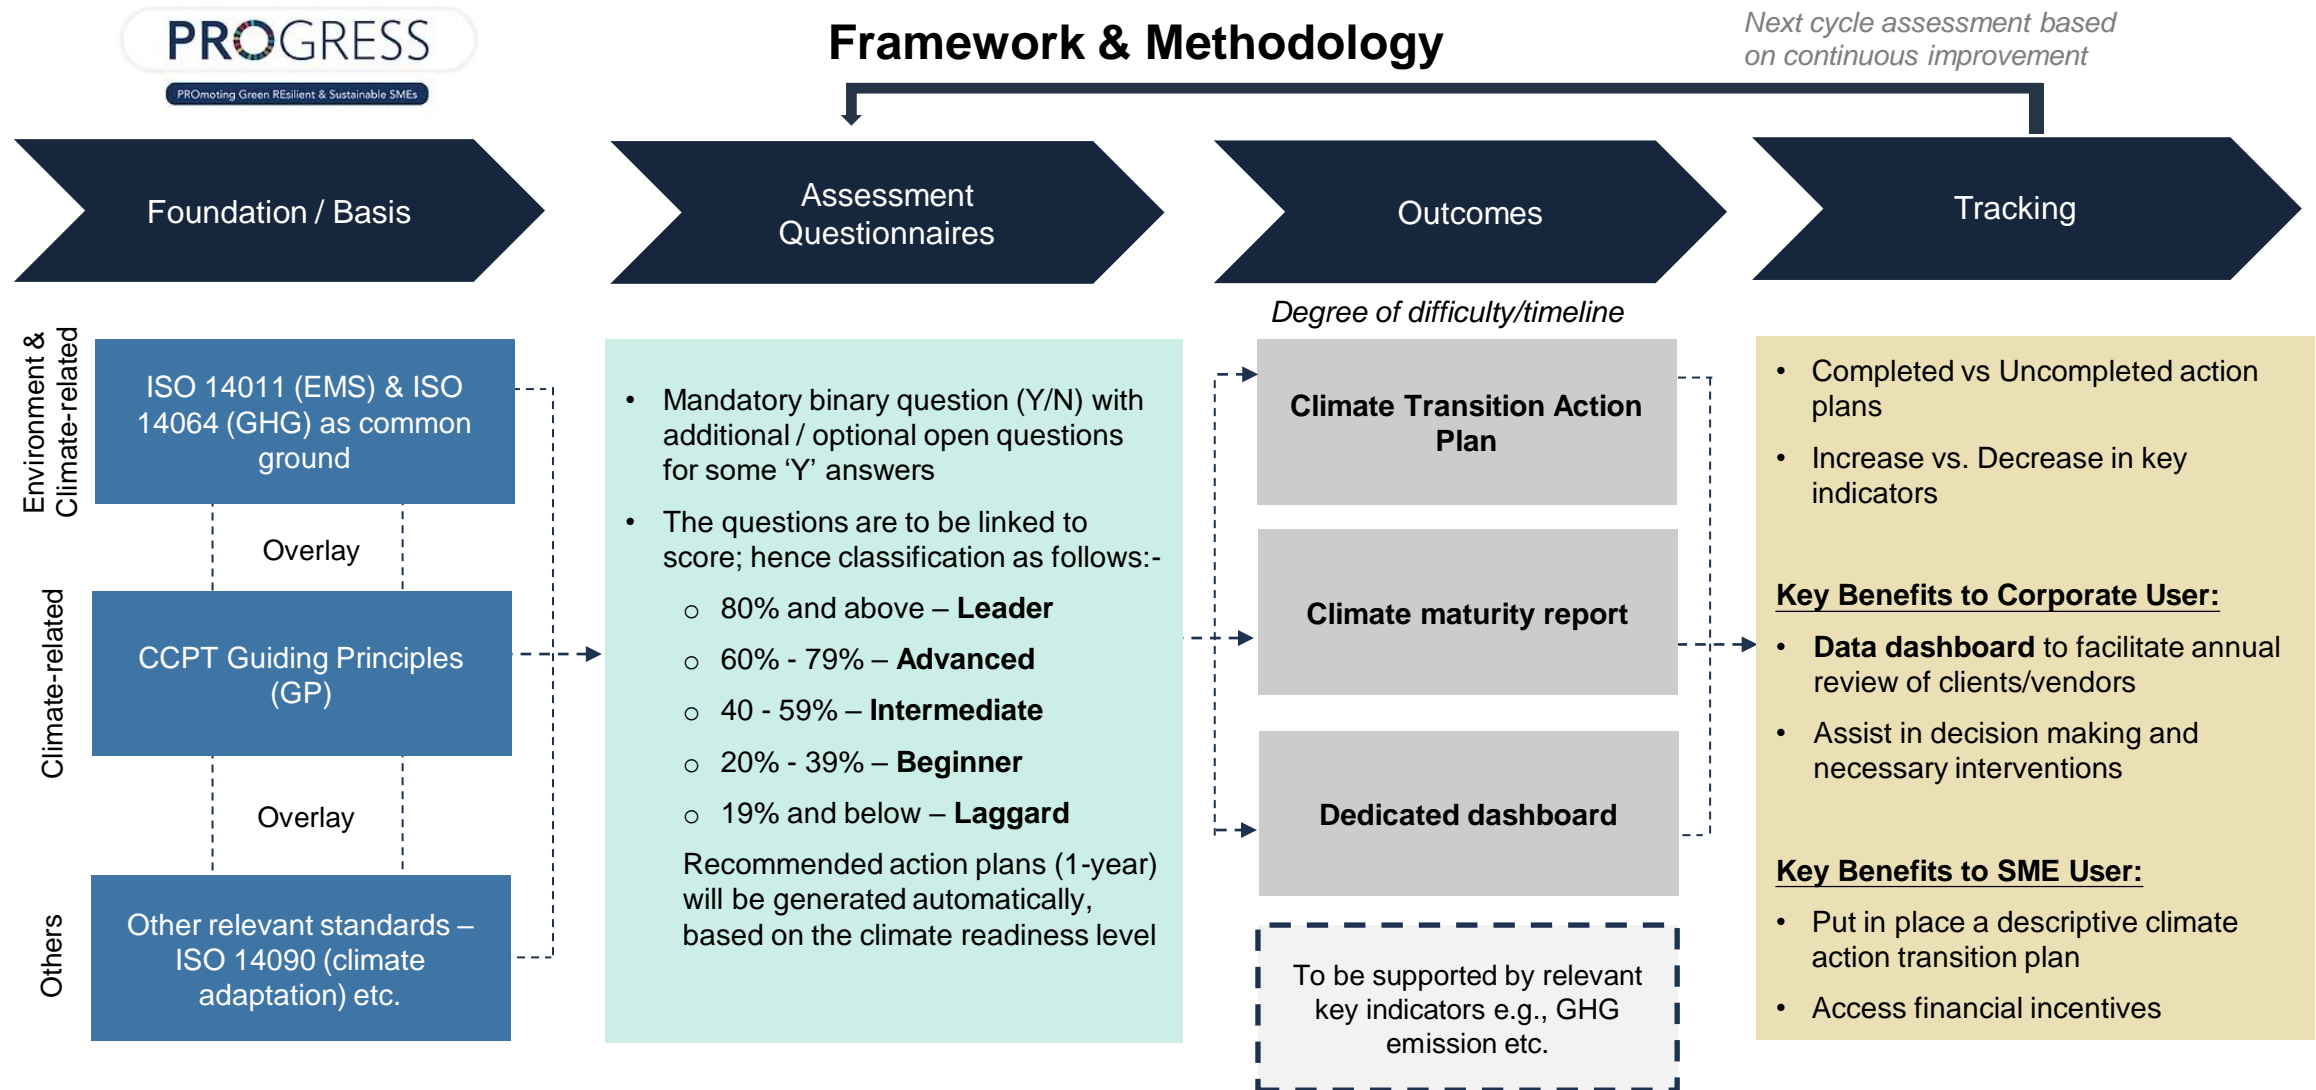 PROGRESS
PROmoting Green REsilient & Sustainable SMEs
Framework & Methodology
Next cycle assessment based
on continuous improvement
Foundation / Basis
Assessment
Questionnaires
Outcomes
Tracking
Environment &
Climate-related
ISO 14011 (EMS) & ISO
14064 (GHG) as common
ground
Overlay
Climate-related
CCPT Guiding Principles
(GP)
Overlay
Others
Other relevant standards –
ISO 14090 (climate
adaptation) etc.
• Mandatory binary question (Y/N) with
additional / optional open questions
for some ‘Y’ answers
• The questions are to be linked to
score; hence classification as follows:-
o 80% and above – Leader
o 60% - 79% – Advanced
o 40 - 59% – Intermediate
o 20% - 39% – Beginner
o 19% and below – Laggard
Recommended action plans (1-year)
will be generated automatically,
based on the climate readiness level
Degree of difficulty/timeline
Climate Transition Action
Plan
Climate maturity report
Dedicated dashboard
To be supported by relevant
key indicators e.g., GHG
emission etc.
• Completed vs Uncompleted action
plans
• Increase vs. Decrease in key
indicators
Key Benefits to Corporate User:
• Data dashboard to facilitate annual
review of clients/vendors
• Assist in decision making and
necessary interventions
Key Benefits to SME User:
• Put in place a descriptive climate
action transition plan
• Access financial incentives